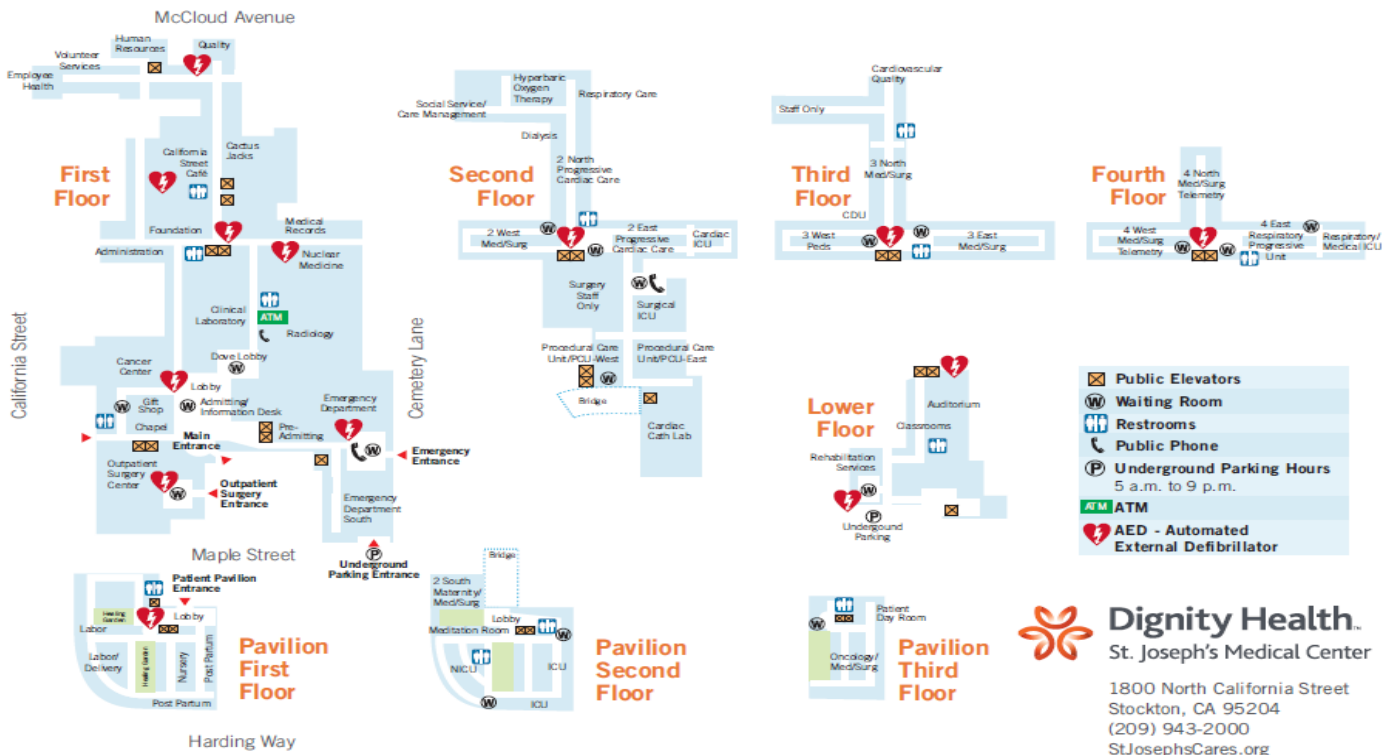 McCloud Avenue
Human
Resources
Quality
Volunteer
Services
Employee
Health
California
Street
Café
Cactus
Jacks
First
Floor
Foundation
Medical
Records
Administration
Nuclear
Medicine
Clinical
Laboratory
ATM
Radiology
Dove Lobby
W
Cancer
Center
Lobby
W
Gift
Shop
W
Admitting/
Information Desk
Emergency
Department
Chapel
Pre-
Admitting
Main
Entrance
W
Emergency
Entrance
Outpatient
Surgery
Center
W
Outpatient
Surgery
Entrance
Emergency
Department
South
P
Underground
Parking Entrance
California Street
Cemetery Lane
Maple Street
Second
Floor
Hyperbaric
Oxygen
Therapy
Respiratory Care
Social Service/
Care Management
Dialysis
2 North
Progressive
Cardiac Care
2 West
Med/Surg
W
W
2 East
Progressive
Cardiac Care
Cardiac
ICU
Surgery
Staff
Only
W
Surgical
ICU
Procedural Care
Unit/PCU-West
Procedural Care
Unit/PCU-East
W
Bridge
Cardiac
Cath Lab
Third
Floor
Cardiovascular
Quality
Staff Only
3 North
Med/Surg
CDU
3 West
Peds
W
W
3 East
Med/Surg
Fourth
Floor
4 North
Med/Surg
Telemetry
4 West
Med/Surg
Telemetry
W
W
4 East
Respiratory
Progressive
Unit
W
Respiratory/
Medical ICU
Lower
Floor
Auditorium
Classrooms
Rehabilitation
Services
W
P
Underground
Parking
Public Elevators
W Waiting Room
Restrooms
Public Phone
P Underground Parking Hours
5 a.m. to 9 p.m.
ATM ATM
AED - Automated
External Defibrillator
Patient Pavilion
Entrance
Healing
Garden
Lobby
Labor
Labor/
Delivery
Healing Garden
Nursery
Post Partum
Post Partum
Pavilion
First
Floor
Harding Way
Bridge
2 South
Maternity/
Med/Surg
Lobby
Meditation Room
W
NICU
ICU
W
ICU
Pavilion
Second
Floor
Patient
Day Room
W
Oncology/
Med/Surg
Pavilion
Third
Floor
Dignity Health™
St. Joseph's Medical Center
1800 North California Street
Stockton, CA 95204
(209) 943-2000
StJosephsCares.org